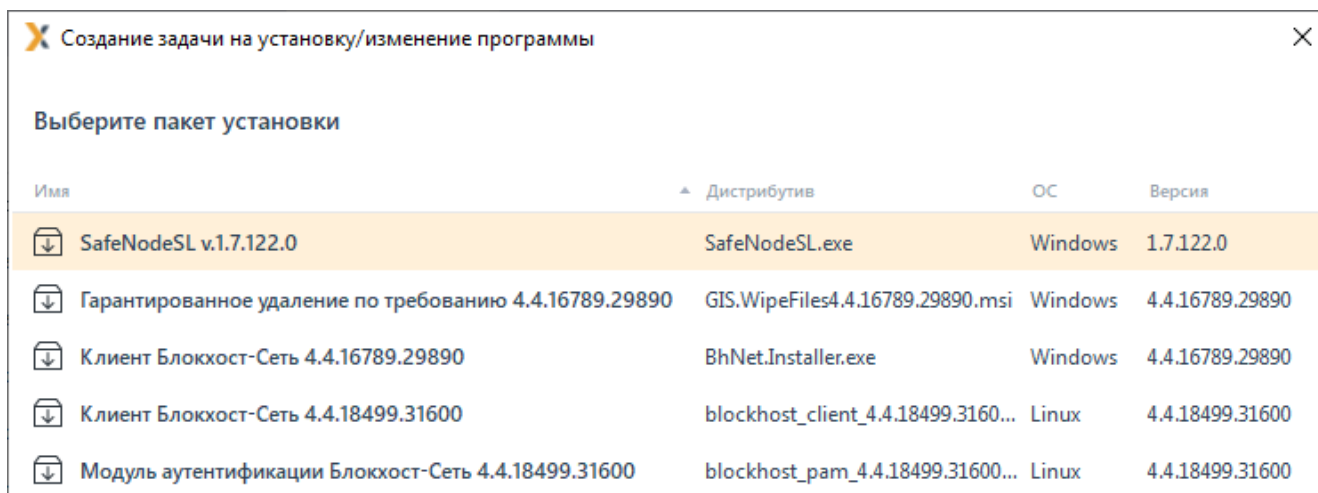 Создание задачи на установку/изменение программы
Выберите пакет установки
Имя Дистрибутив ОС Версия
SafeNodeSL v.1.7.122.0 SafeNodeSL.exe Windows 1.7.122.0
Гарантированное удаление по требованию 4.4.16789.29890 GIS.WipeFiles4.4.16789.29890.msi Windows 4.4.16789.29890
Клиент Блокхост-Сеть 4.4.16789.29890 BhNet.Installer.exe Windows 4.4.16789.29890
Клиент Блокхост-Сеть 4.4.18499.31600 blockhost_client_4.4.18499.3160... Linux 4.4.18499.31600
Модуль аутентификации Блокхост-Сеть 4.4.18499.31600 blockhost_pam_4.4.18499.31600... Linux 4.4.18499.31600